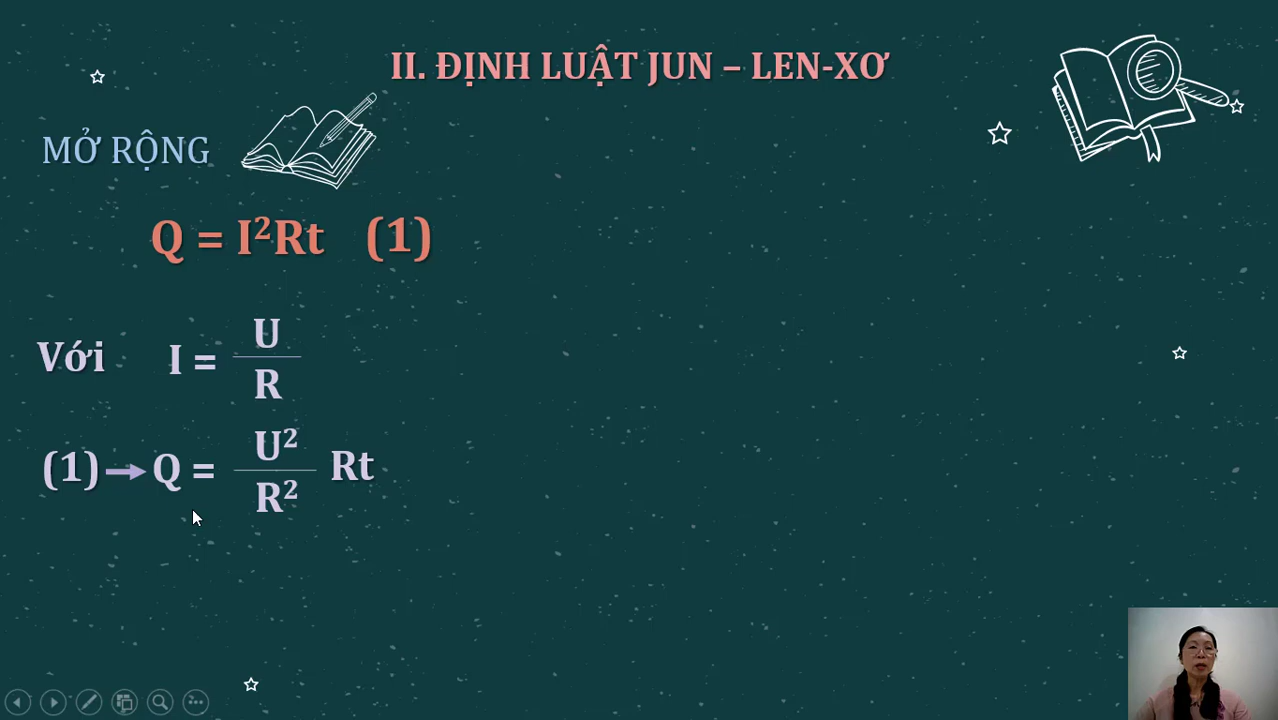 II. ĐỊNH LUẬT JUN – LEN-XƠ
MỞ RỘNG
Q = I²Rt (1)
Với I = U/R
(1) → Q = U²/R² Rt